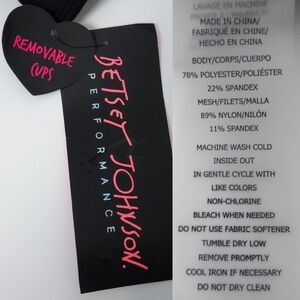 REMOVABLE
CUPS
BETSEY JOHNSON.
PERFORMANCE
LAVAGE EN MACHINE
MADE IN CHINA/
FABRIQUÉ EN CHINE/
HECHO EN CHINA
BODY/CORPS/CUERPO
78% POLYESTER/POLIÉSTER
22% SPANDEX
MESH/FILETS/MALLA
89% NYLON/NILÓN
11% SPANDEX
MACHINE WASH COLD
INSIDE OUT
IN GENTLE CYCLE WITH
LIKE COLORS
NON-CHLORINE
BLEACH WHEN NEEDED
DO NOT USE FABRIC SOFTENER
TUMBLE DRY LOW
REMOVE PROMPTLY
COOL IRON IF NECESSARY
DO NOT DRY CLEAN